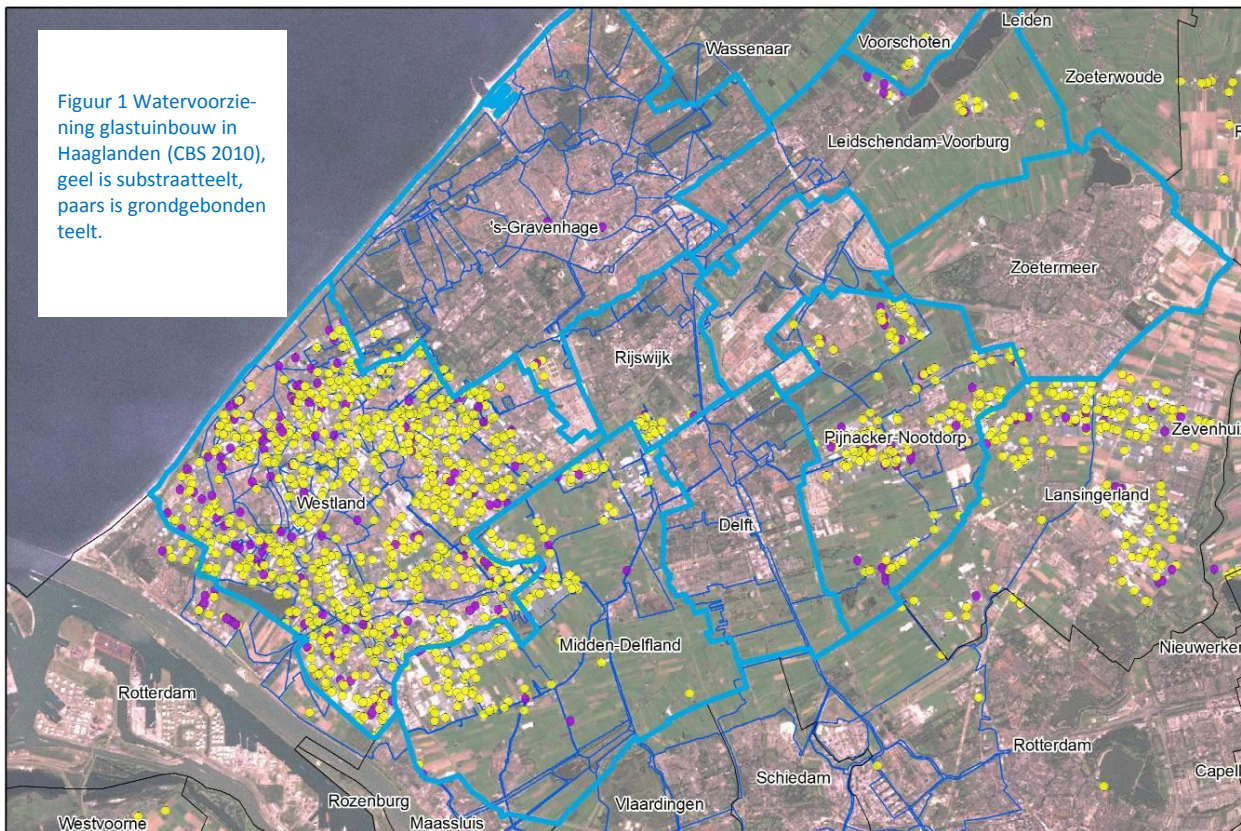 Figuur 1 Watervoorzie-
ning glastuinbouw in
Haaglanden (CBS 2010),
geel is substraatteelt,
paars is grondgebonden
teelt.
Leiden
Voorschoten
Wassenaar
Zoeterwoude
Leidschendam-Voorburg
's-Gravenhage
Zoetermeer
Rijswijk
Pijnacker-Nootdorp
Zevenhuiz
Westland
Lansingerland
Delft
Midden-Delfland
Nieuwerker
Rotterdam
Rotterdam
Schiedam
Capell
Rozenburg
Vlaardingen
Westvoorne
Maassluis